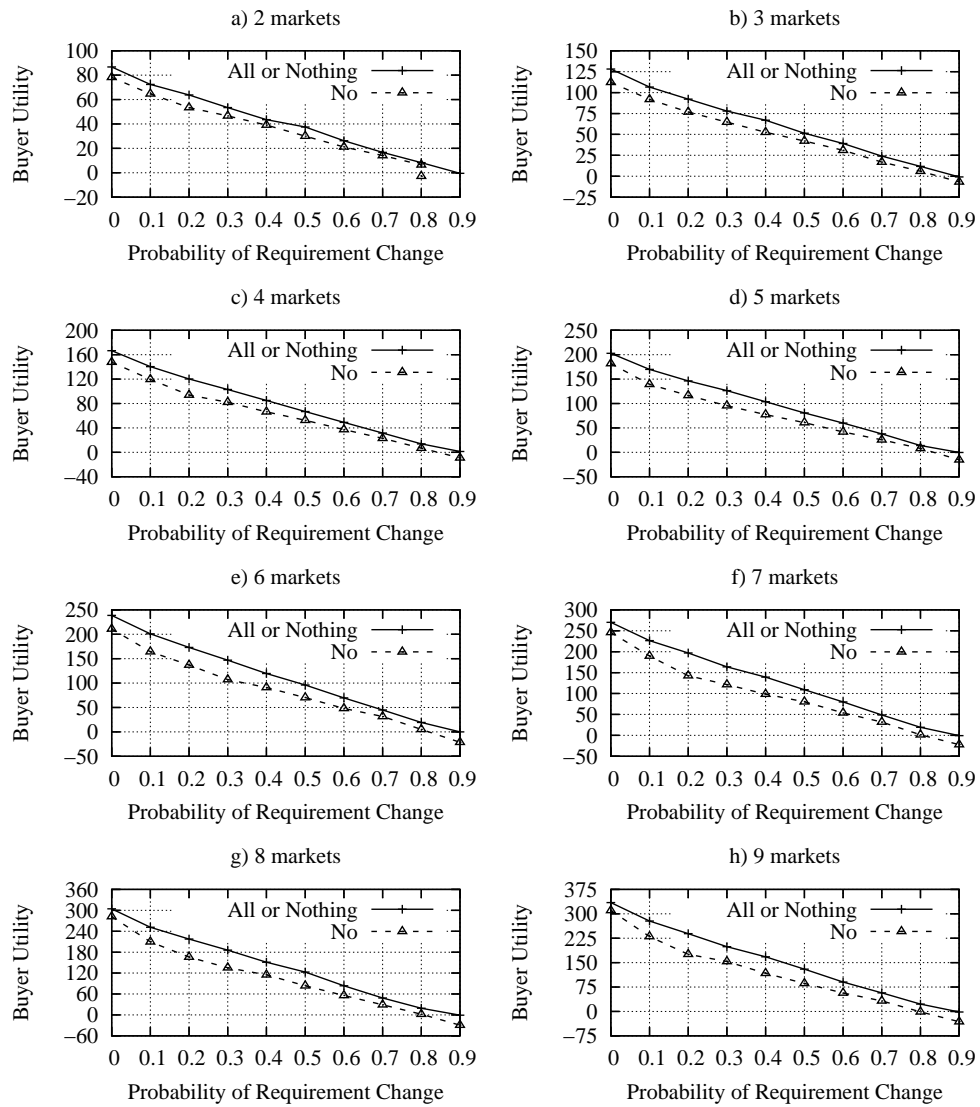 a) 2 markets
100
80
60
40
20
0
−20
Buyer Utility
All or Nothing
No
0 0.1 0.2 0.3 0.4 0.5 0.6 0.7 0.8 0.9
Probability of Requirement Change
b) 3 markets
150
125
100
75
50
25
0
−25
Buyer Utility
All or Nothing
No
0 0.1 0.2 0.3 0.4 0.5 0.6 0.7 0.8 0.9
Probability of Requirement Change
c) 4 markets
200
160
120
80
40
0
−40
Buyer Utility
All or Nothing
No
0 0.1 0.2 0.3 0.4 0.5 0.6 0.7 0.8 0.9
Probability of Requirement Change
d) 5 markets
250
200
150
100
50
0
−50
Buyer Utility
All or Nothing
No
0 0.1 0.2 0.3 0.4 0.5 0.6 0.7 0.8 0.9
Probability of Requirement Change
e) 6 markets
250
200
150
100
50
0
−50
Buyer Utility
All or Nothing
No
0 0.1 0.2 0.3 0.4 0.5 0.6 0.7 0.8 0.9
Probability of Requirement Change
f) 7 markets
300
250
200
150
100
50
0
−50
Buyer Utility
All or Nothing
No
0 0.1 0.2 0.3 0.4 0.5 0.6 0.7 0.8 0.9
Probability of Requirement Change
g) 8 markets
360
300
240
180
120
60
0
−60
Buyer Utility
All or Nothing
No
0 0.1 0.2 0.3 0.4 0.5 0.6 0.7 0.8 0.9
Probability of Requirement Change
h) 9 markets
375
300
225
150
75
0
−75
Buyer Utility
All or Nothing
No
0 0.1 0.2 0.3 0.4 0.5 0.6 0.7 0.8 0.9
Probability of Requirement Change